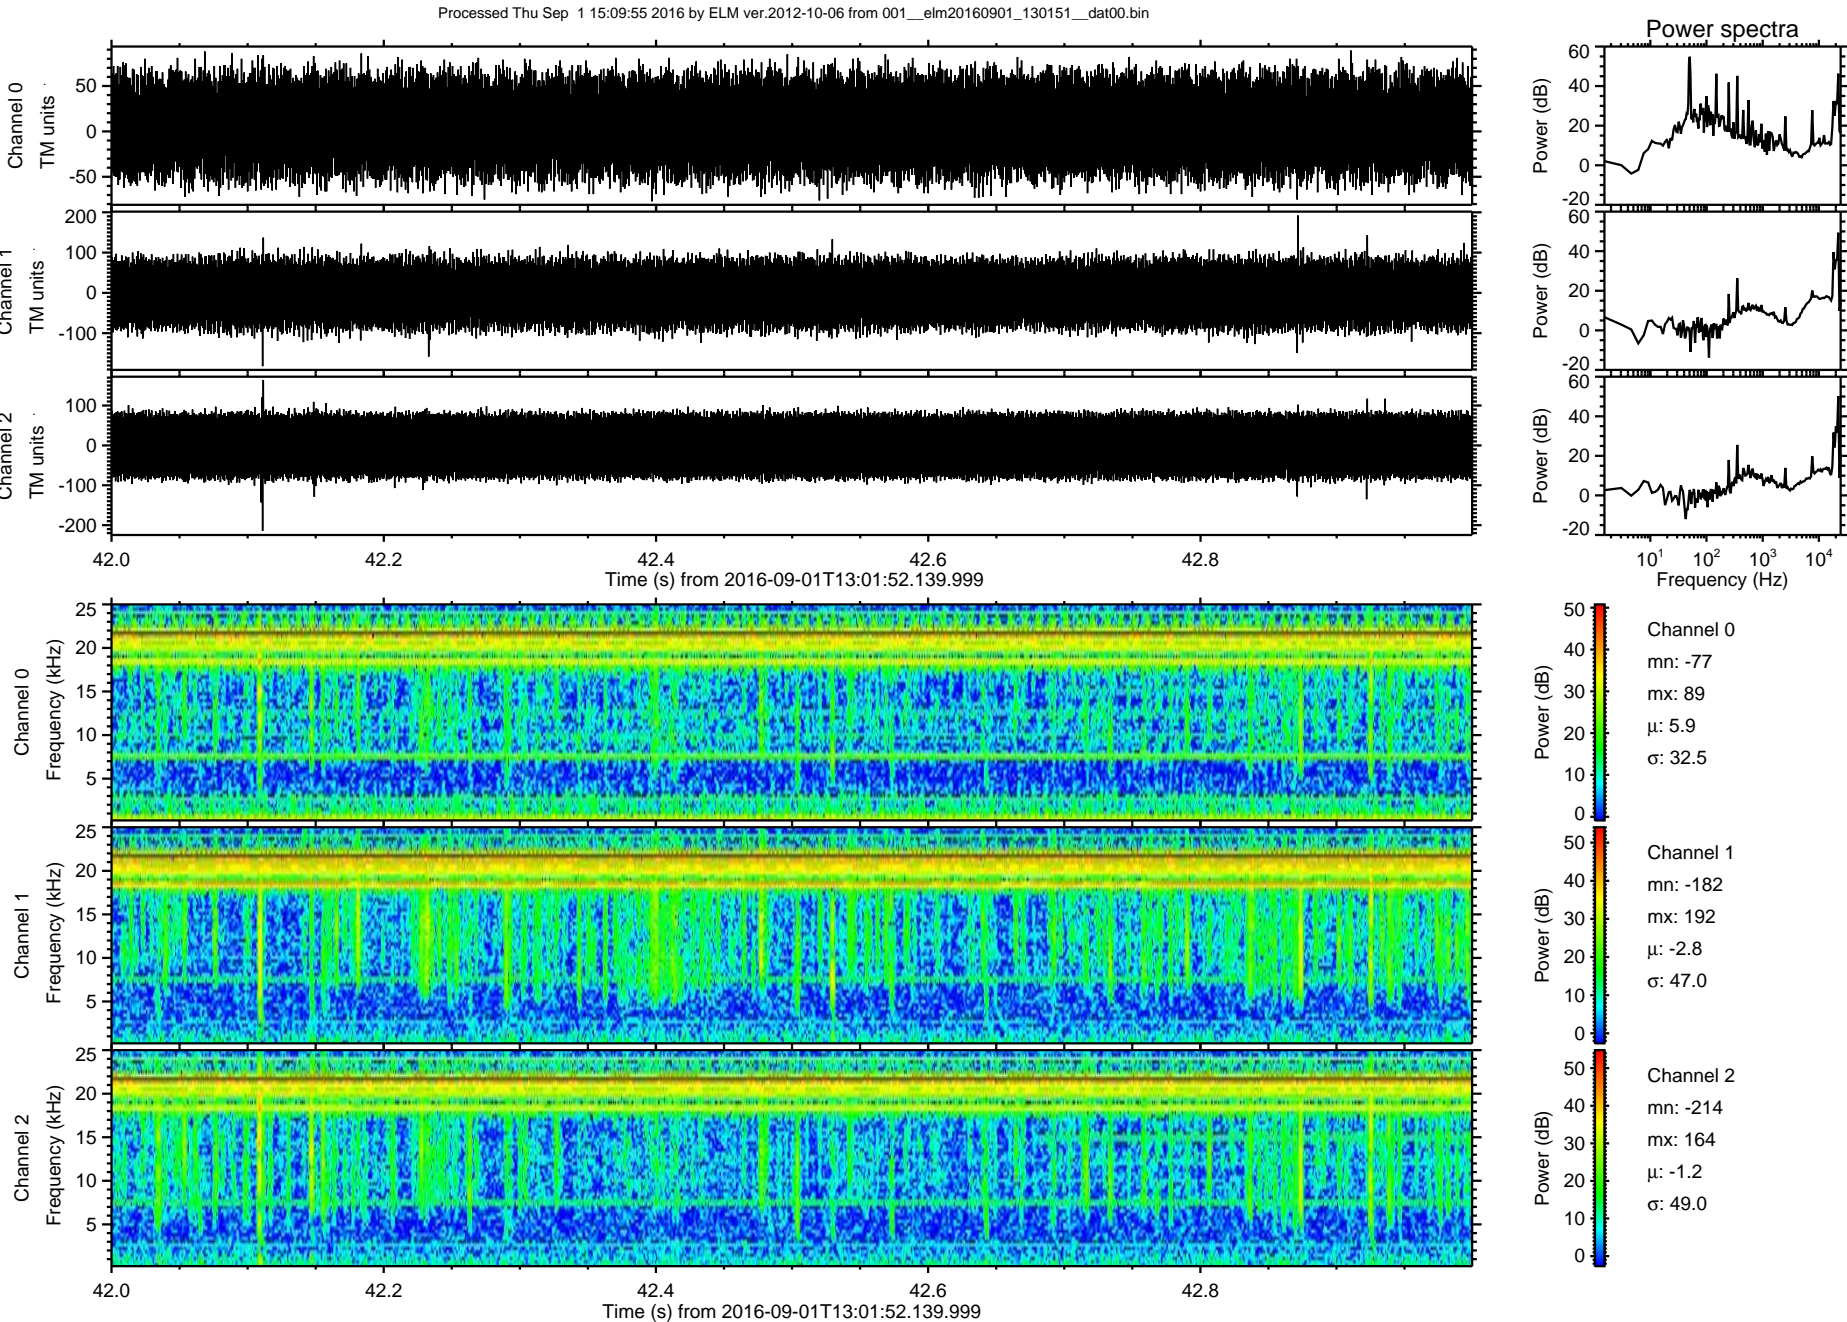 Processed Thu Sep  1 15:09:55 2016 by ELM ver.2012-10-06 from 001__elm20160901_130151__dat00.bin
Power spectra
Channel 0
TM units
50
0
-50
Power (dB)
60
40
20
0
-20
Channel 1
TM units
200
100
0
-100
Power (dB)
60
40
20
0
-20
Channel 2
TM units
100
0
-100
-200
Power (dB)
60
40
20
0
-20
42.0 42.2 42.4 42.6 42.8
Time (s) from 2016-09-01T13:01:52.139.999
10^1 10^2 10^3 10^4
Frequency (Hz)
Channel 0
Frequency (kHz)
25
20
15
10
5
Power (dB)
50
40
30
20
10
0
Channel 0
mn: -77
mx: 89
μ: 5.9
σ: 32.5
Channel 1
Frequency (kHz)
25
20
15
10
5
Power (dB)
50
40
30
20
10
0
Channel 1
mn: -182
mx: 192
μ: -2.8
σ: 47.0
Channel 2
Frequency (kHz)
25
20
15
10
5
Power (dB)
50
40
30
20
10
0
Channel 2
mn: -214
mx: 164
μ: -1.2
σ: 49.0
42.0 42.2 42.4 42.6 42.8
Time (s) from 2016-09-01T13:01:52.139.999